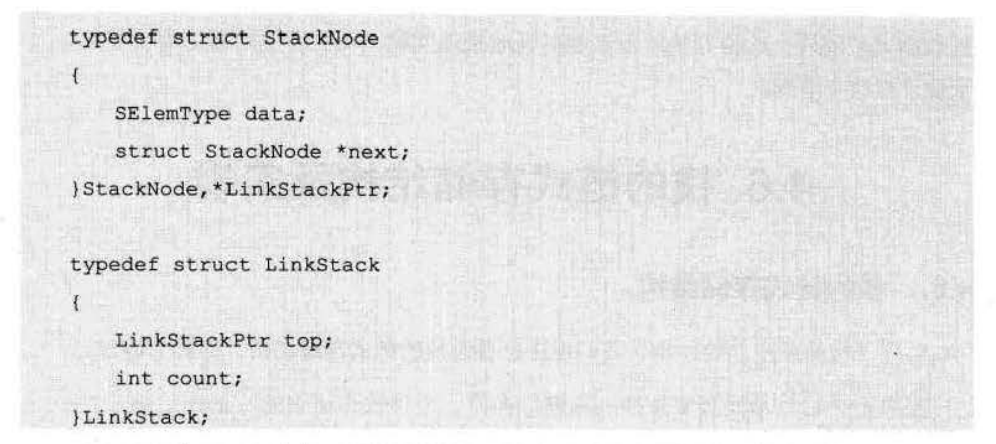 typedef struct StackNode
{
SElemType data;
struct StackNode *next;
}StackNode,*LinkStackPtr;
typedef struct LinkStack
{
LinkStackPtr top;
int count;
}LinkStack;